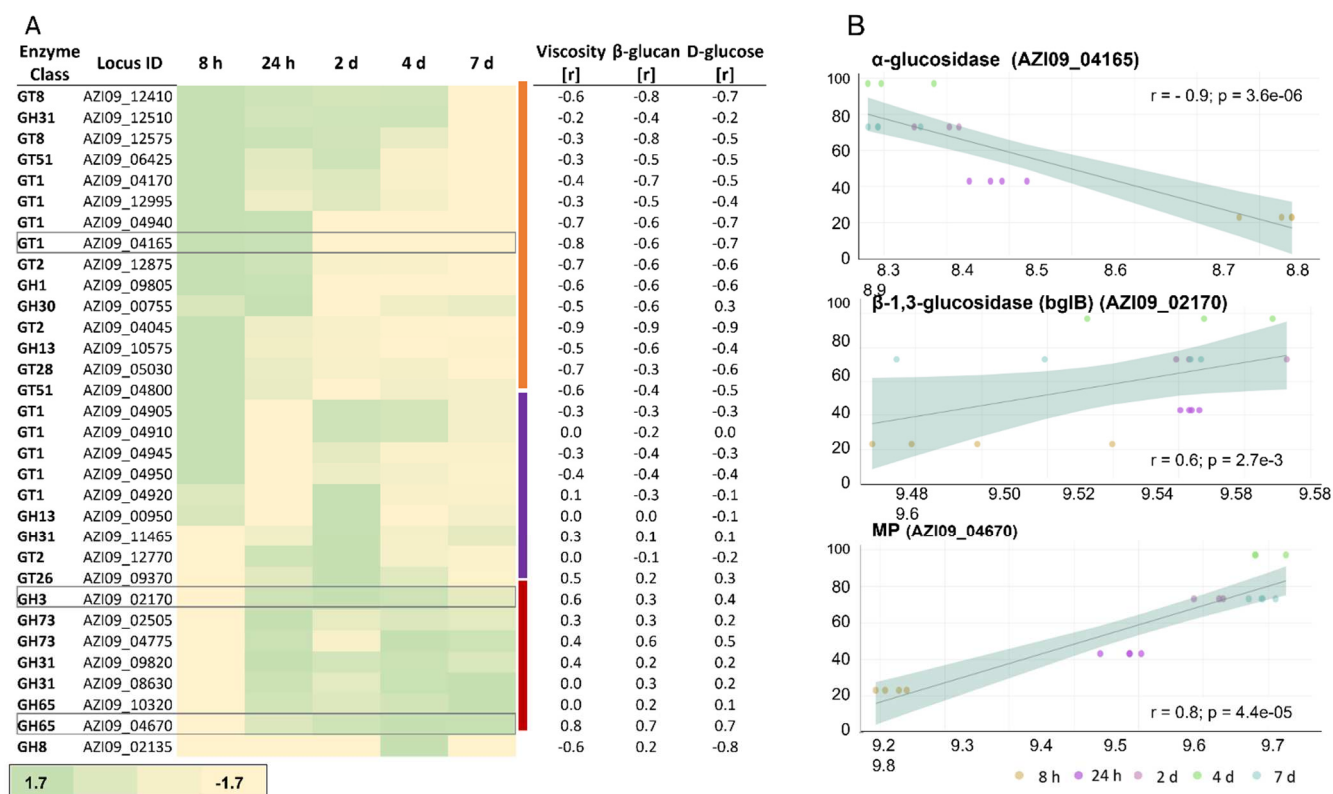 A
Enzyme Class Locus ID 8 h 24 h 2 d 4 d 7 d Viscosity [r] β-glucan [r] D-glucose [r]
GT8 AZI09_12410 -0.6 -0.8 -0.7
GH31 AZI09_12510 -0.2 -0.4 -0.2
GT8 AZI09_12575 -0.3 -0.8 -0.5
GT51 AZI09_06425 -0.3 -0.5 -0.5
GT1 AZI09_04170 -0.4 -0.7 -0.5
GT1 AZI09_12995 -0.3 -0.5 -0.4
GT1 AZI09_04940 -0.7 -0.6 -0.7
GT1 AZI09_04165 -0.8 -0.6 -0.7
GT2 AZI09_12875 -0.7 -0.6 -0.6
GH1 AZI09_09805 -0.6 -0.6 -0.6
GH30 AZI09_00755 -0.5 -0.6 0.3
GT2 AZI09_04045 -0.9 -0.9 -0.9
GH13 AZI09_10575 -0.5 -0.6 -0.4
GT28 AZI09_05030 -0.7 -0.3 -0.6
GT51 AZI09_04800 -0.6 -0.4 -0.5
GT1 AZI09_04905 -0.3 -0.3 -0.3
GT1 AZI09_04910 0.0 -0.2 0.0
GT1 AZI09_04945 -0.3 -0.4 -0.3
GT1 AZI09_04950 -0.4 -0.4 -0.4
GT1 AZI09_04920 0.1 -0.3 -0.1
GH13 AZI09_00950 0.0 0.0 -0.1
GH31 AZI09_11465 0.3 0.1 0.1
GT2 AZI09_12770 0.0 -0.1 -0.2
GT26 AZI09_09370 0.5 0.2 0.3
GH3 AZI09_02170 0.6 0.3 0.4
GH73 AZI09_02505 0.3 0.3 0.2
GH73 AZI09_04775 0.4 0.6 0.5
GH31 AZI09_09820 0.4 0.2 0.2
GH31 AZI09_08630 0.0 0.3 0.2
GH65 AZI09_10320 0.0 0.2 0.1
GH65 AZI09_04670 0.8 0.7 0.7
GH8 AZI09_02135 -0.6 0.2 -0.8
1.7 -1.7
B
α-glucosidase (AZI09_04165)
r = - 0.9; p = 3.6e-06
100
80
60
40
20
0
8.3 8.4 8.5 8.6 8.7 8.8
8.9
β-1,3-glucosidase (bglB) (AZI09_02170)
100
80
60
40
20
0
r = 0.6; p = 2.7e-3
9.48 9.50 9.52 9.54 9.58 9.58
9.6
MP (AZI09_04670)
100
80
60
40
20
0
r = 0.8; p = 4.4e-05
9.2 9.3 9.4 9.5 9.6 9.7
9.8
8 h 24 h 2 d 4 d 7 d